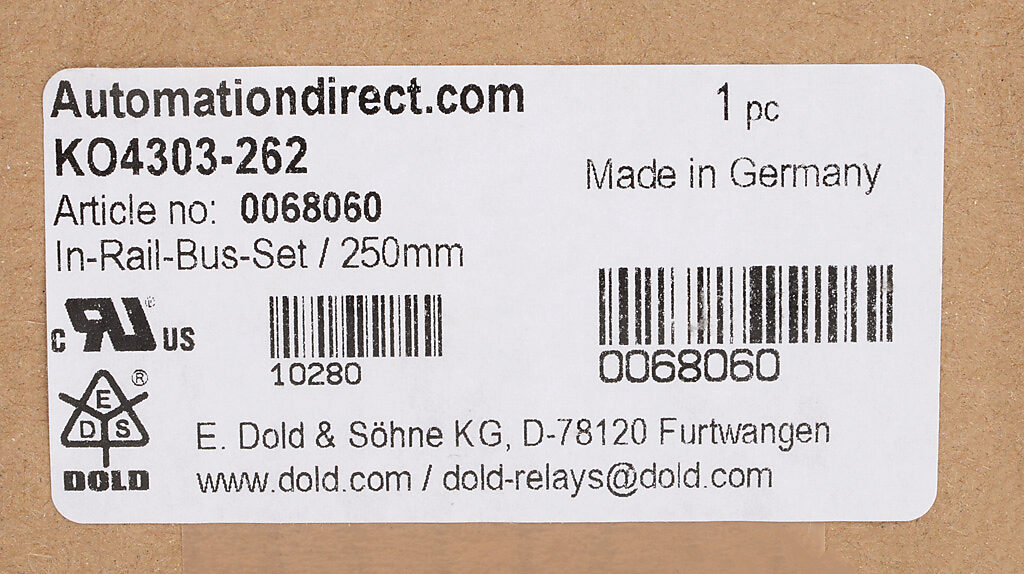 Automationdirect.com
1 pc
KO4303-262
Made in Germany
Article no: 0068060
In-Rail-Bus-Set / 250mm
c RU ® US
10280
0068060
E D S ®
DOLD
E. Dold & Söhne KG, D-78120 Furtwangen
www.dold.com / dold-relays@dold.com